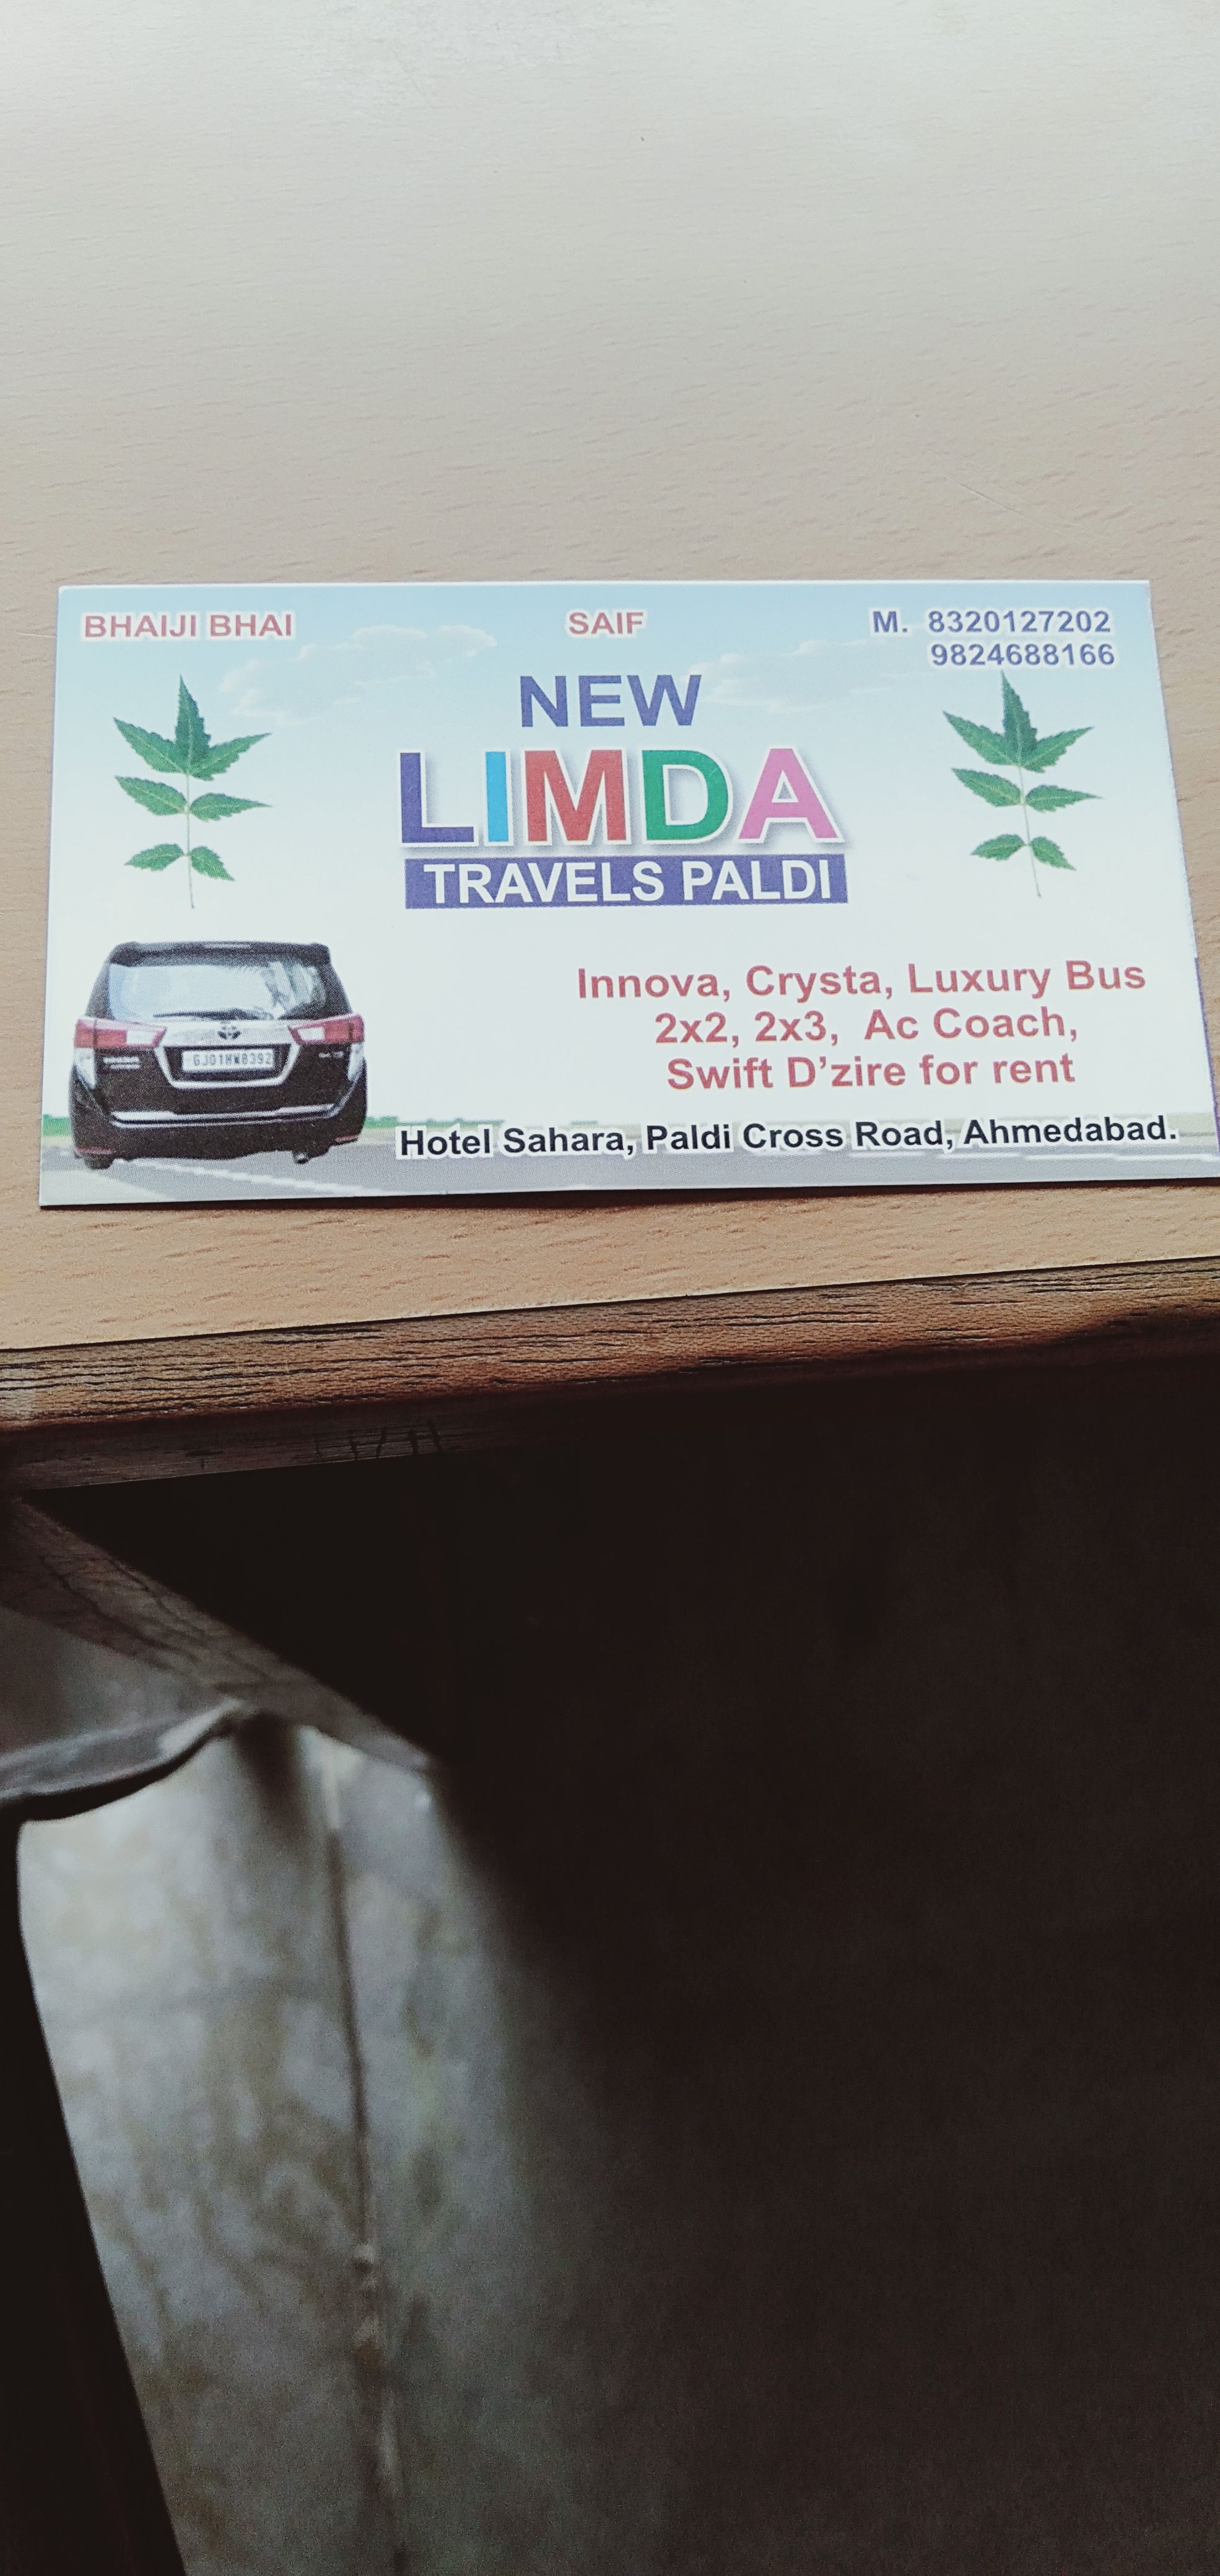 BHAIJI BHAI SAIF M. 8320127202
9824688166
NEW
LIMDA
TRAVELS PALDI
Innova, Crysta, Luxury Bus
2x2, 2x3, Ac Coach,
Swift D'zire for rent
GJ01HW8392
Hotel Sahara, Paldi Cross Road, Ahmedabad.